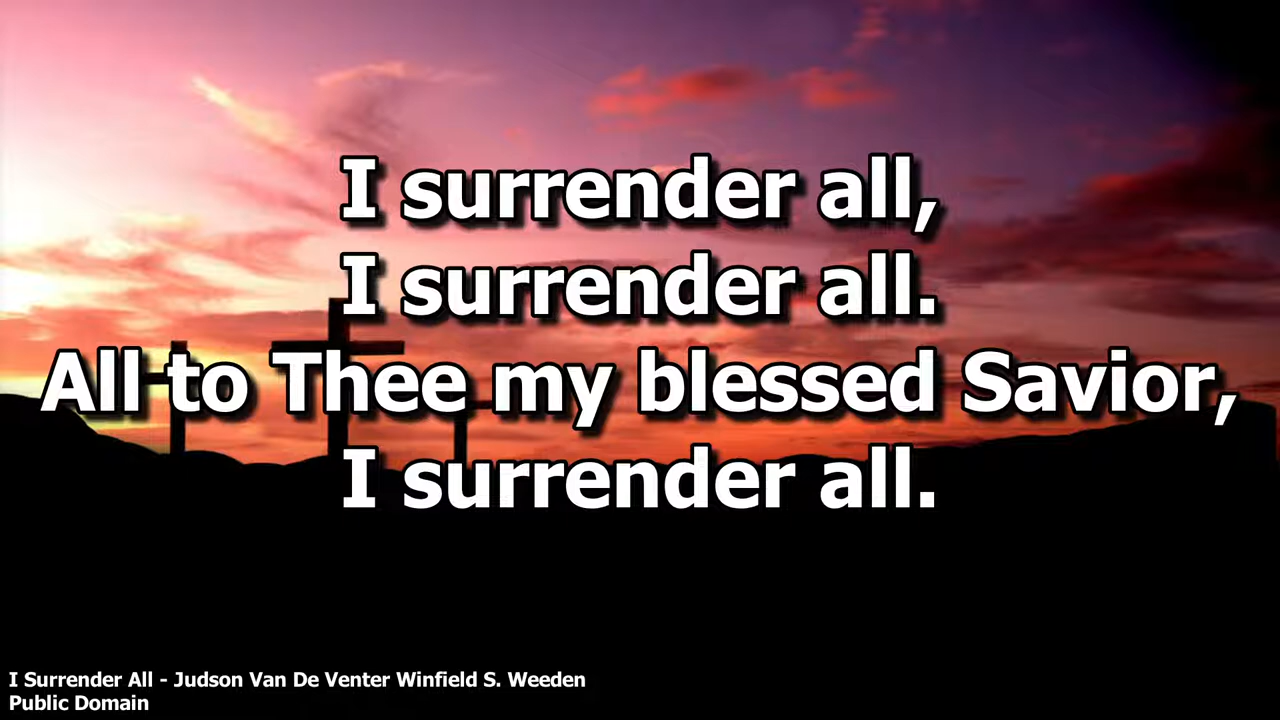 I surrender all,
I surrender all.
All to Thee my blessed Savior,
I surrender all.
I Surrender All - Judson Van De Venter Winfield S. Weeden
Public Domain